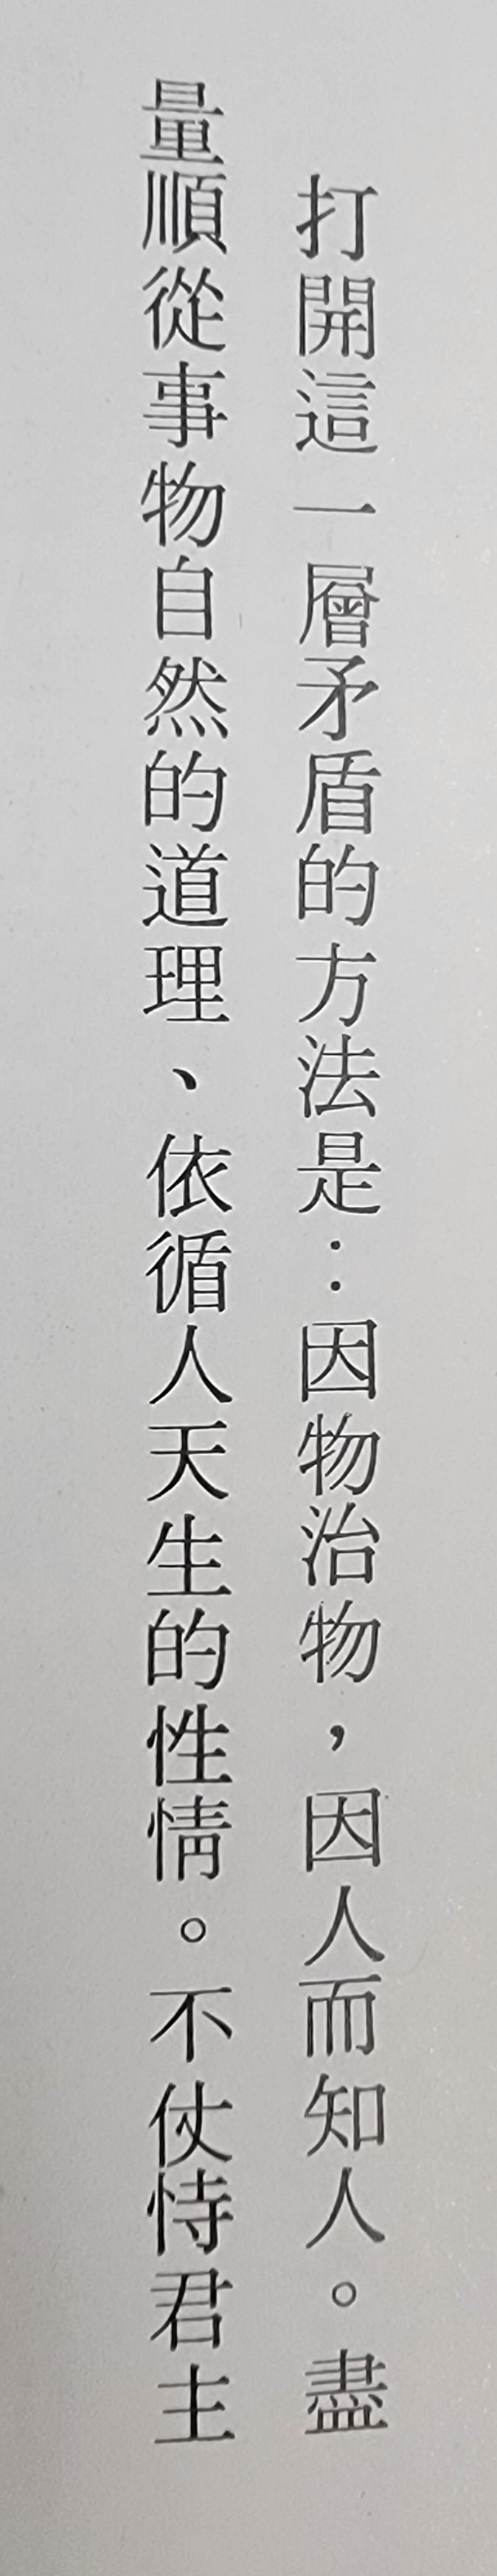 打開這一層矛盾的方法是：因物治物，因人而知人。盡
量順從事物自然的道理、依循人天生的性情。不仗恃君主